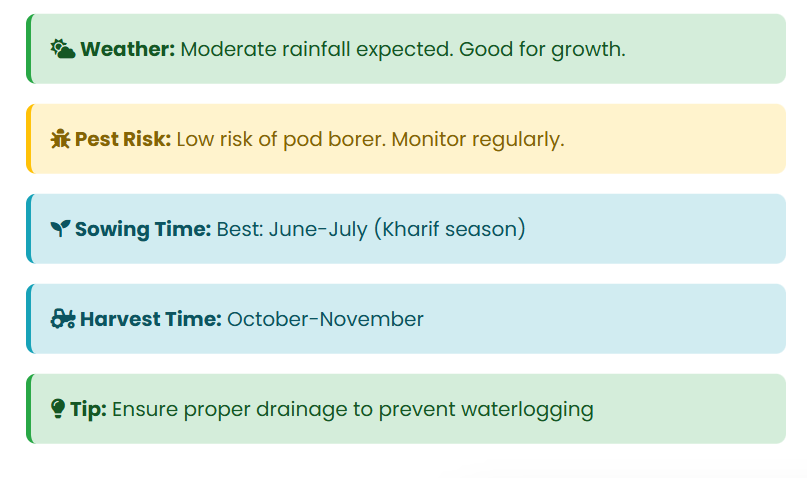 Weather: Moderate rainfall expected. Good for growth.
Pest Risk: Low risk of pod borer. Monitor regularly.
Sowing Time: Best: June-July (Kharif season)
Harvest Time: October-November
Tip: Ensure proper drainage to prevent waterlogging